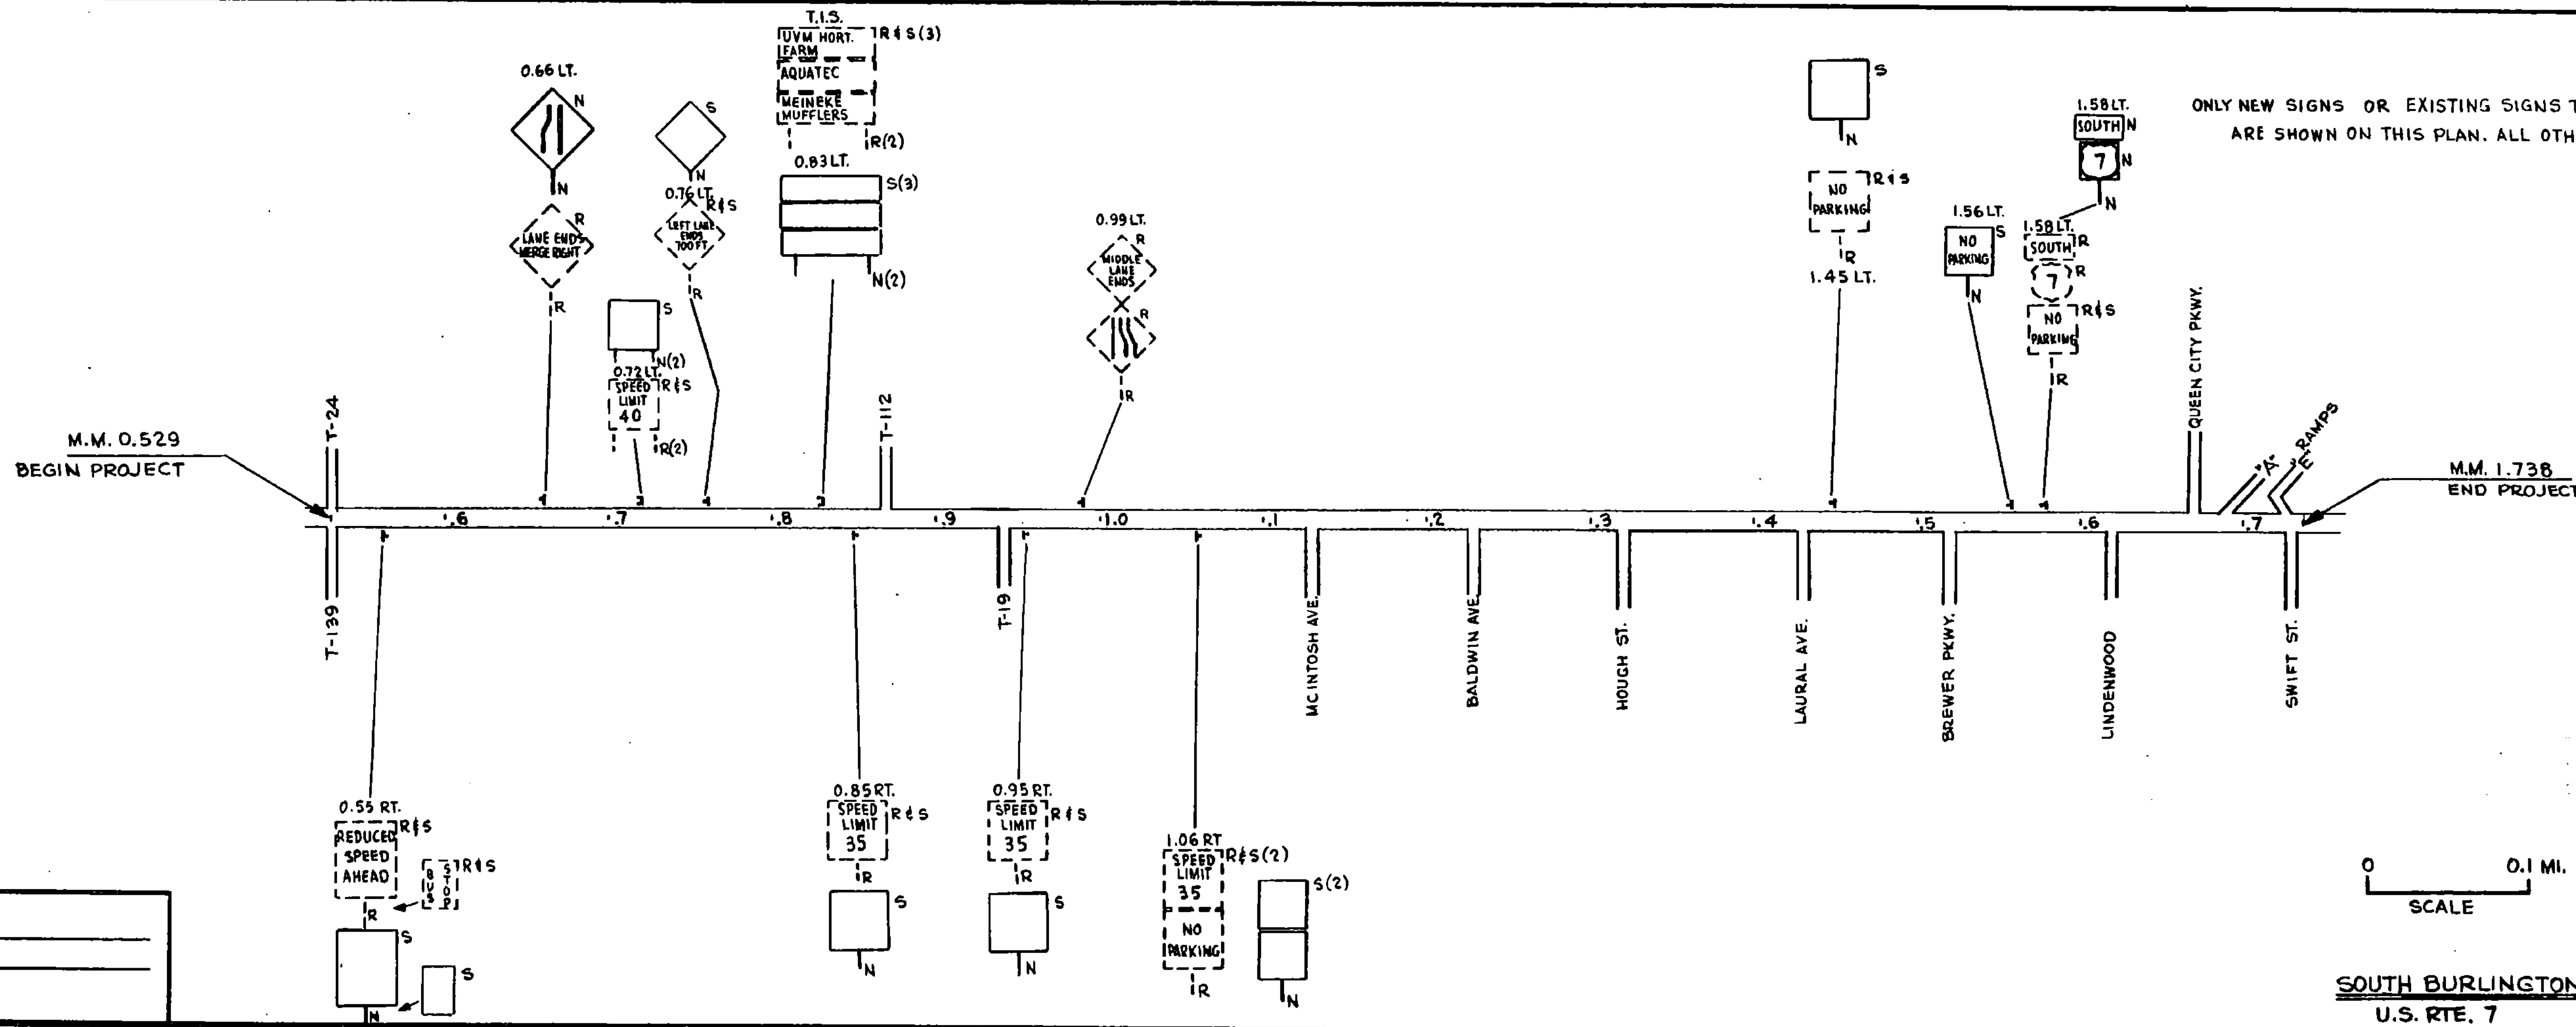 T.I.S.
UVM HORT.
FARM
AQUATEC
MEINEKE
MUFFLERS
R&S(3)
R(2)
0.83 LT.
S(3)
N(2)
0.66 LT.
N
N
R
LANE ENDS
MERGE RIGHT
R
S
N
0.76 LT.
R&S
LEFT LANE
ENDS
700 FT
R
S
N(2)
0.72 LT.
SPEED
LIMIT
40
R&S
R(2)
0.99 LT.
R
MIDDLE
LANE
ENDS
R
R
S
N
R&S
NO
PARKING
R
1.45 LT.
1.56 LT.
S
NO
PARKING
N
1.58 LT.
SOUTH N
7 N
N
1.58 LT.
SOUTH R
7 R
R&S
NO
PARKING
R
ONLY NEW SIGNS OR EXISTING SIGNS T
ARE SHOWN ON THIS PLAN. ALL OTH
M.M. 0.529
BEGIN PROJECT
T-24
T-112
QUEEN CITY PKWY.
"A"
"E" RAMPS
M.M. 1.738
END PROJECT
.6 .7 .8 .9 1.0 .1 .2 .3 .4 .5 .6 .7
T-139
T-19
MCINTOSH AVE.
BALDWIN AVE.
HOUGH ST.
LAURAL AVE.
BREWER PKWY.
LINDENWOOD
SWIFT ST.
0.55 RT.
R&S
REDUCED
SPEED
AHEAD
R
BUS
STOP
R&S
S
N
S
0.85 RT.
SPEED
LIMIT
35
R&S
R
S
N
0.95 RT.
SPEED
LIMIT
35
R&S
R
S
N
1.06 RT
SPEED
LIMIT
35
R&S(2)
NO
PARKING
R
S(2)
N
0 0.1 MI.
SCALE
SOUTH BURLINGTON
U.S. RTE. 7